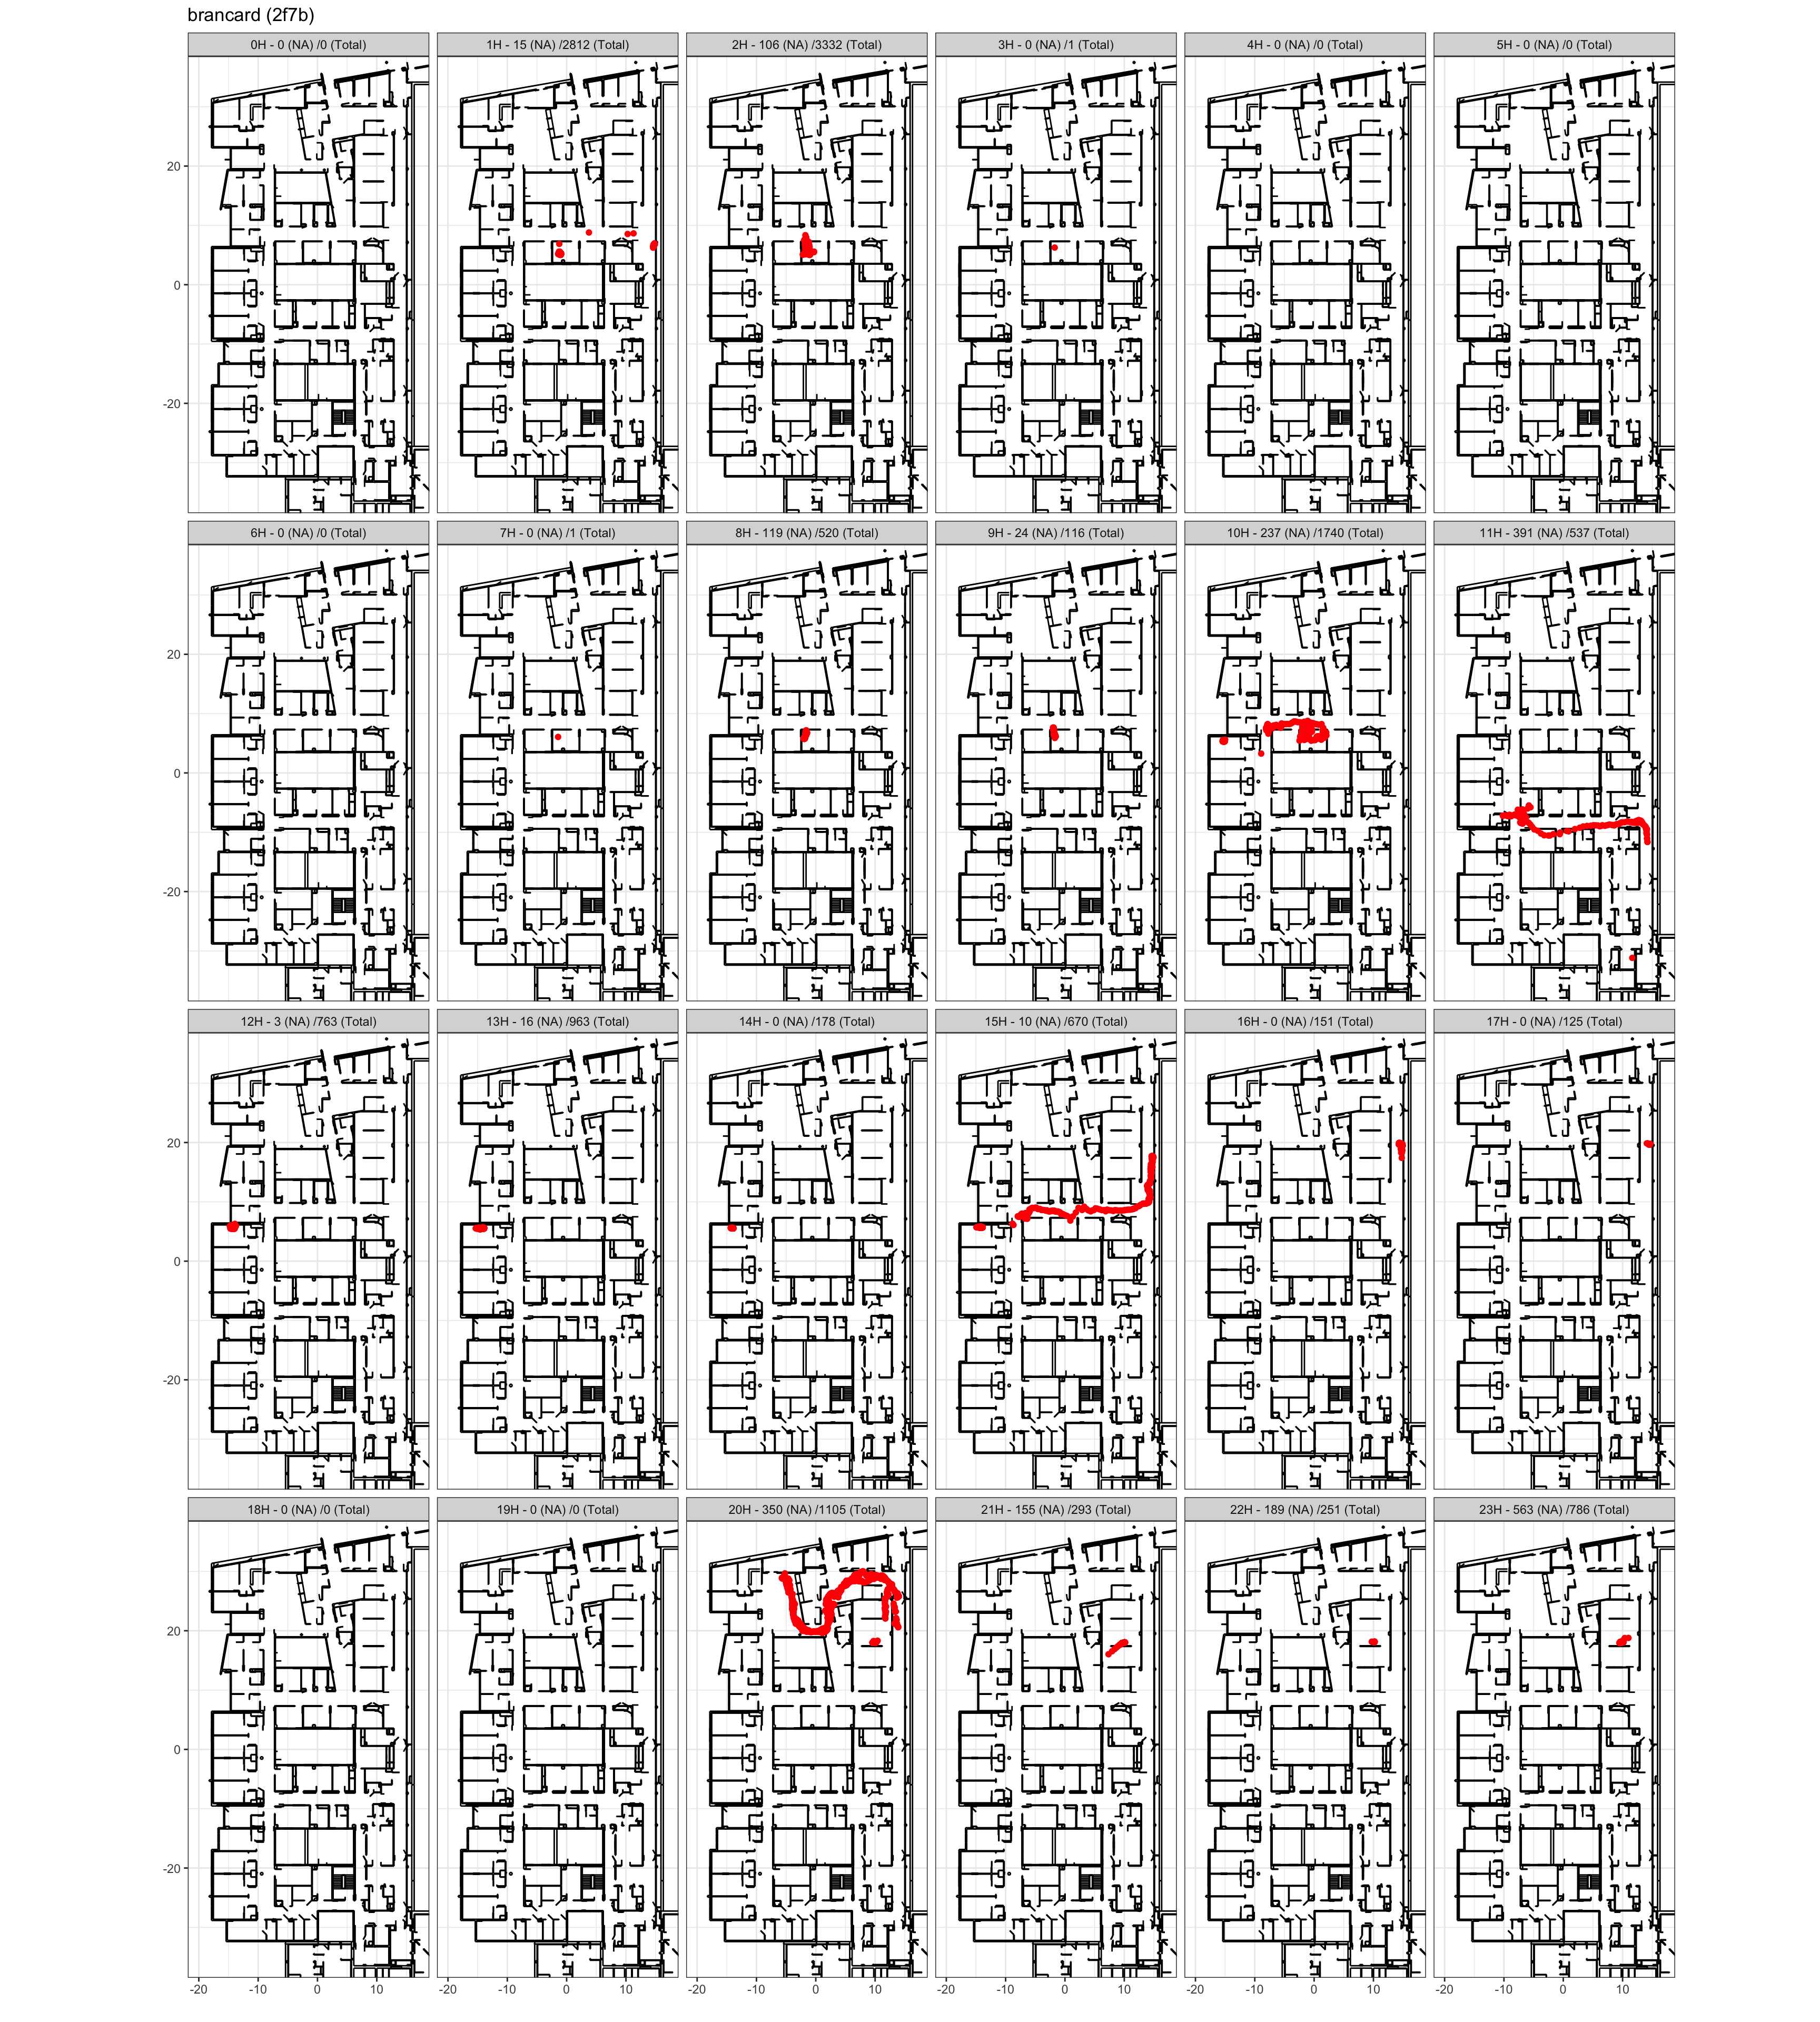 brancard (2f7b)
0H - 0 (NA) /0 (Total)
1H - 15 (NA) /2812 (Total)
2H - 106 (NA) /3332 (Total)
3H - 0 (NA) /1 (Total)
4H - 0 (NA) /0 (Total)
5H - 0 (NA) /0 (Total)
20
0
-20
6H - 0 (NA) /0 (Total)
7H - 0 (NA) /1 (Total)
8H - 119 (NA) /520 (Total)
9H - 24 (NA) /116 (Total)
10H - 237 (NA) /1740 (Total)
11H - 391 (NA) /537 (Total)
20
0
-20
12H - 3 (NA) /763 (Total)
13H - 16 (NA) /963 (Total)
14H - 0 (NA) /178 (Total)
15H - 10 (NA) /670 (Total)
16H - 0 (NA) /151 (Total)
17H - 0 (NA) /125 (Total)
20
0
-20
18H - 0 (NA) /0 (Total)
19H - 0 (NA) /0 (Total)
20H - 350 (NA) /1105 (Total)
21H - 155 (NA) /293 (Total)
22H - 189 (NA) /251 (Total)
23H - 563 (NA) /786 (Total)
20
0
-20
-20 -10 0 10
-20 -10 0 10
-20 -10 0 10
-20 -10 0 10
-20 -10 0 10
-20 -10 0 10